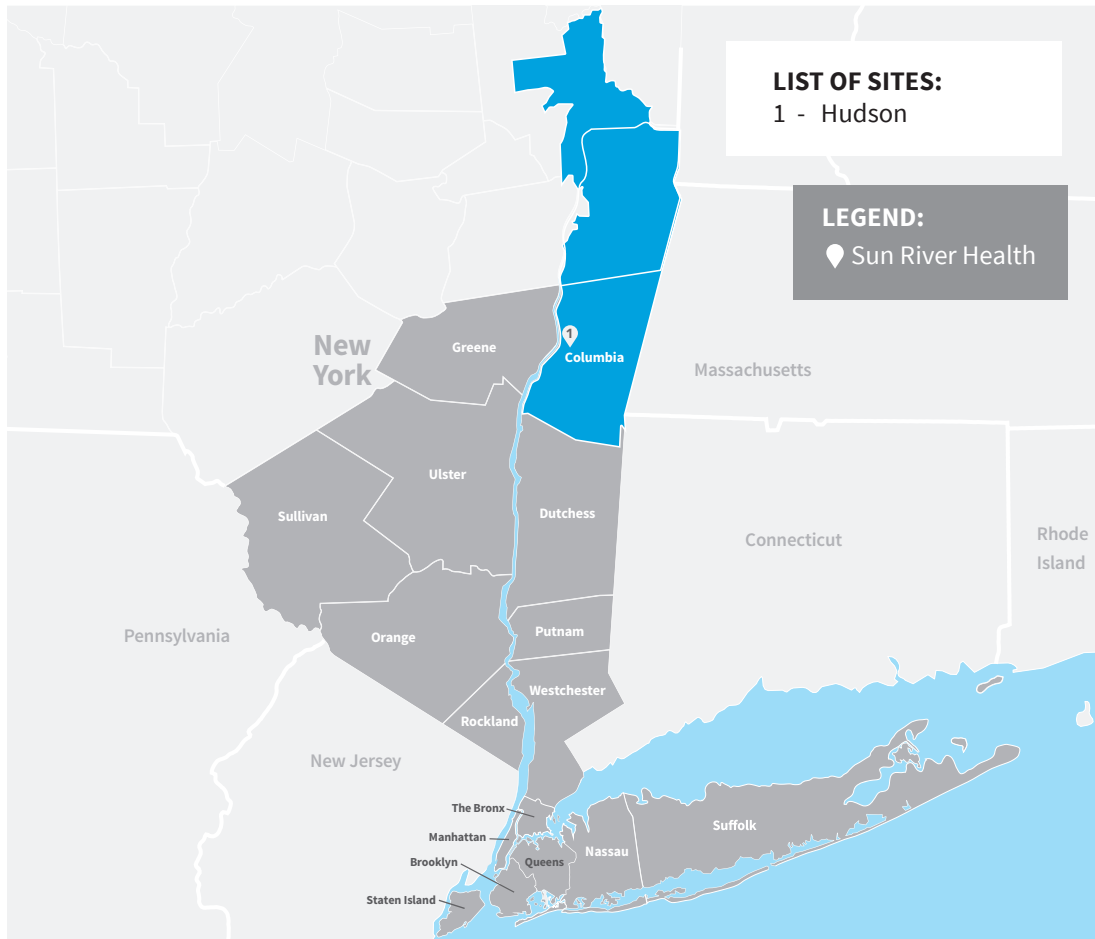 LIST OF SITES:
1 - Hudson
LEGEND:
Sun River Health
New
York
Greene
1
Columbia
Massachusetts
Ulster
Sullivan
Dutchess
Connecticut
Rhode
Island
Pennsylvania
Orange
Putnam
Westchester
Rockland
New Jersey
The Bronx
Manhattan
Brooklyn
Queens
Nassau
Suffolk
Staten Island